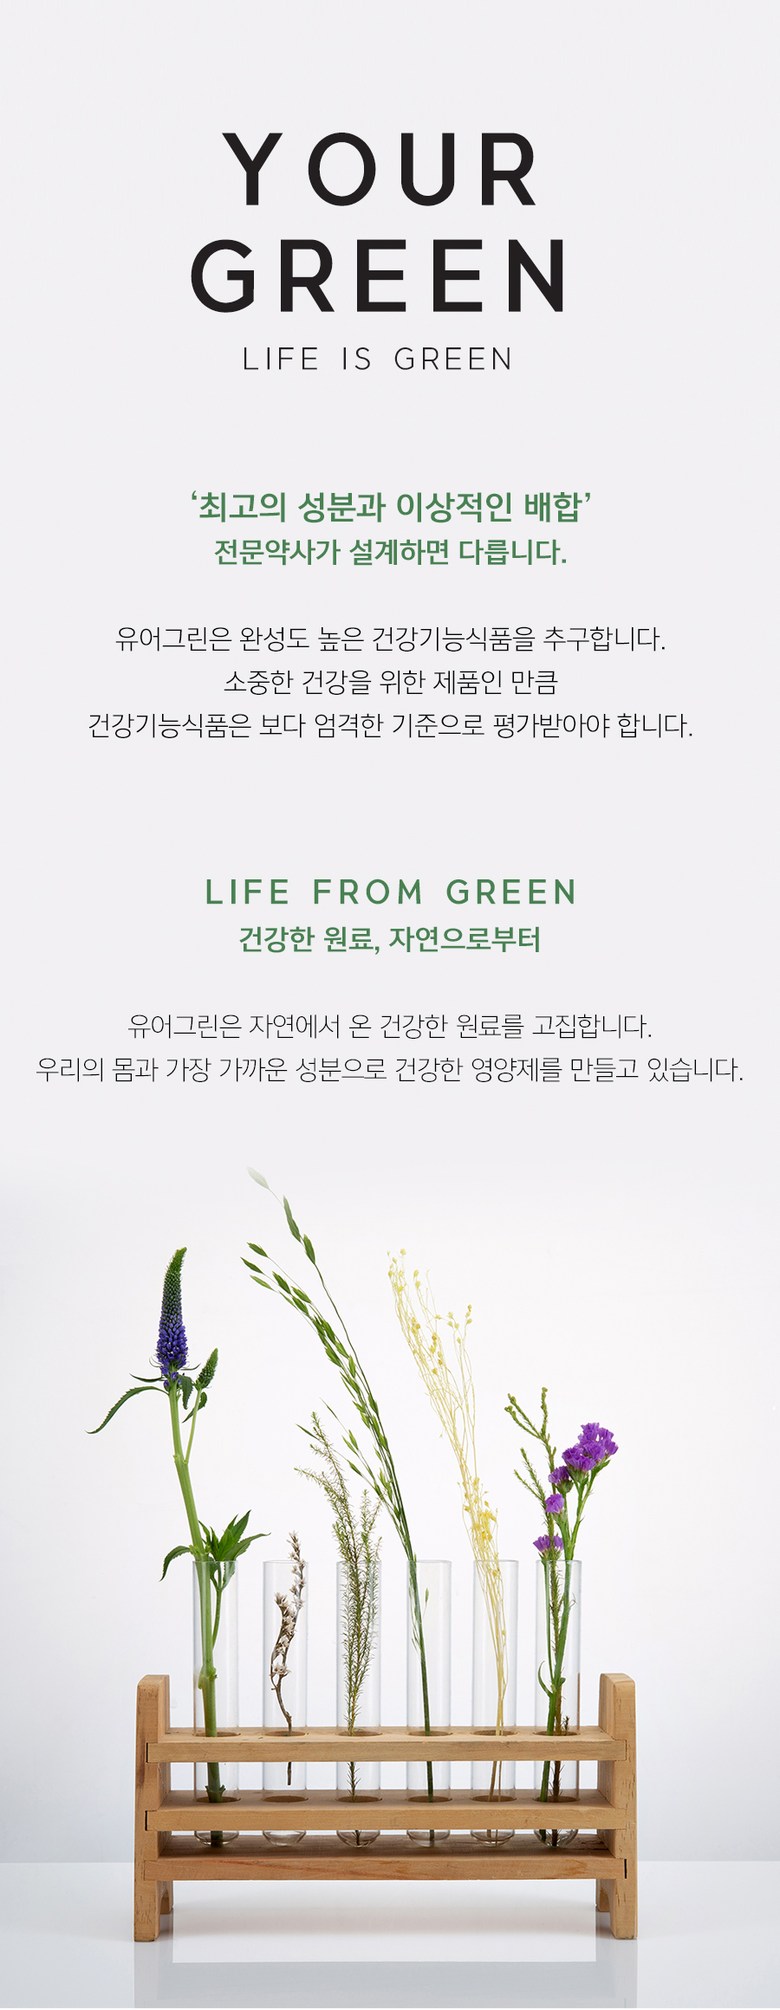 YOUR
GREEN
LIFE IS GREEN
‘최고의 성분과 이상적인 배합’
전문약사가 설계하면 다릅니다.
유어그린은 완성도 높은 건강기능식품을 추구합니다.
소중한 건강을 위한 제품인 만큼
건강기능식품은 보다 엄격한 기준으로 평가받아야 합니다.
LIFE FROM GREEN
건강한 원료, 자연으로부터
유어그린은 자연에서 온 건강한 원료를 고집합니다.
우리의 몸과 가장 가까운 성분으로 건강한 영양제를 만들고 있습니다.